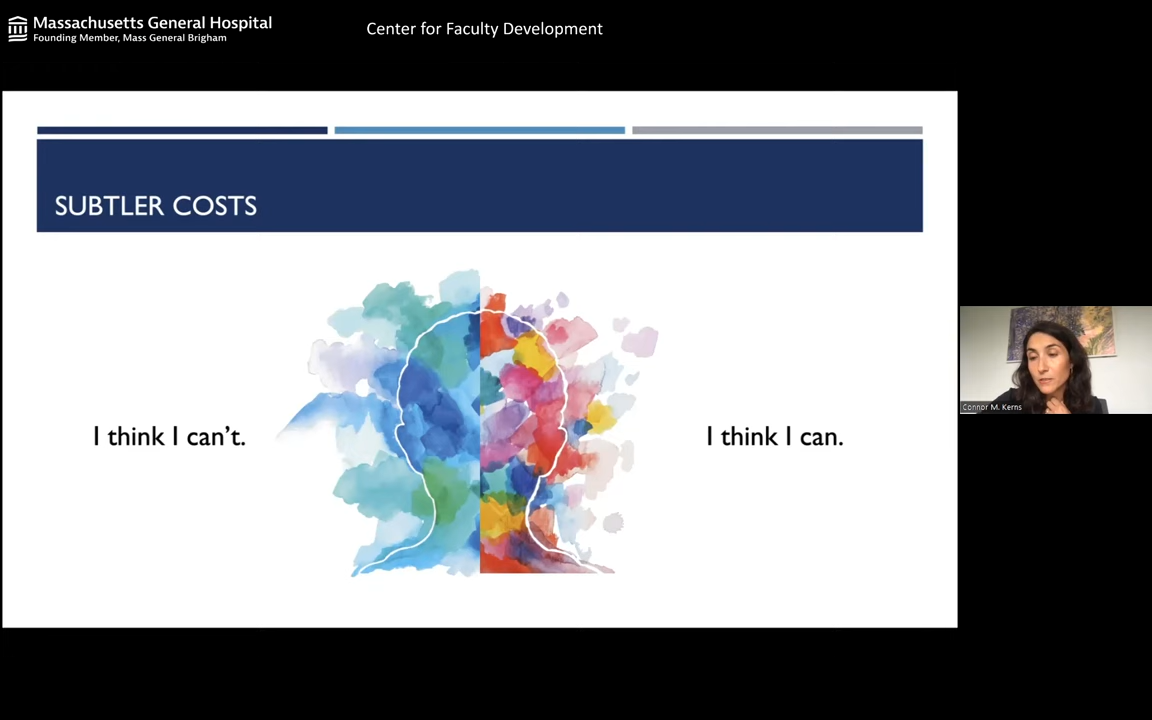 Massachusetts General Hospital
Founding Member, Mass General Brigham
Center for Faculty Development
SUBTLER COSTS
I think I can't.
I think I can.
Connor M. Kerns